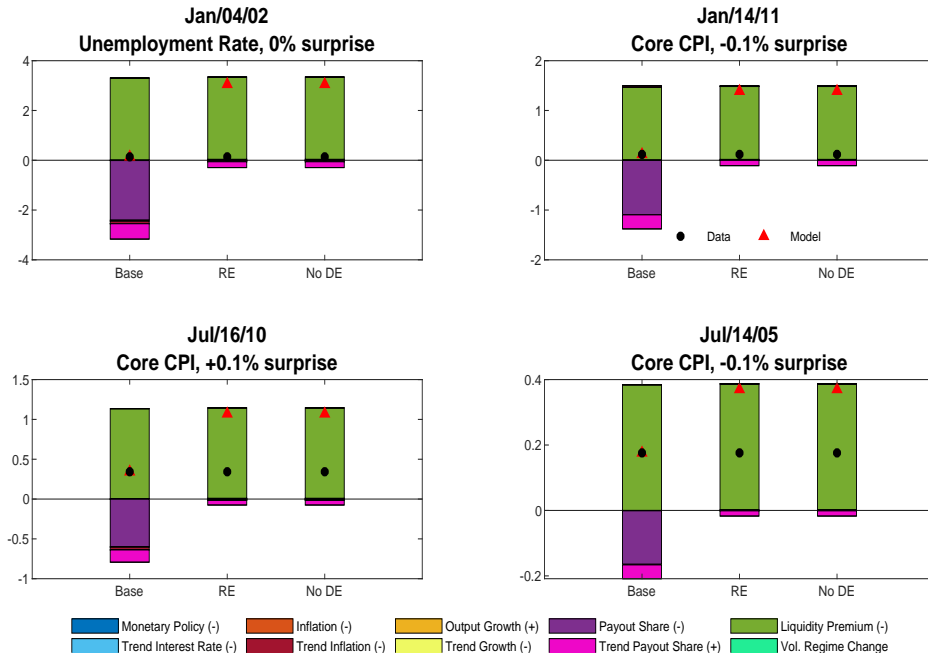 Jan/04/02
Unemployment Rate, 0% surprise
4
2
0
-2
-4
Base RE No DE
Jan/14/11
Core CPI, -0.1% surprise
2
1
0
-1
-2
Data Model
Base RE No DE
Jul/16/10
Core CPI, +0.1% surprise
1.5
1
0.5
0
-0.5
-1
Base RE No DE
Jul/14/05
Core CPI, -0.1% surprise
0.4
0.2
0
-0.2
Base RE No DE
Monetary Policy (-) Inflation (-) Output Growth (+) Payout Share (-) Liquidity Premium (-)
Trend Interest Rate (-) Trend Inflation (-) Trend Growth (-) Trend Payout Share (+) Vol. Regime Change